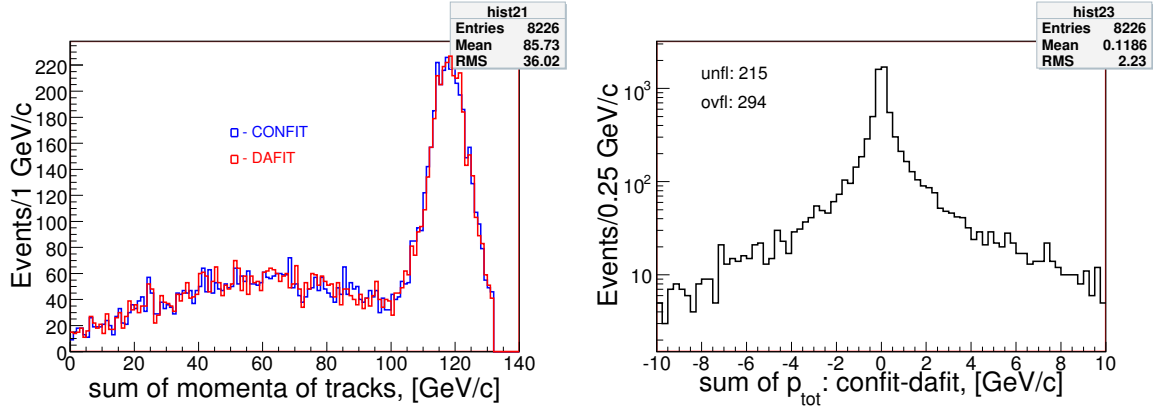 hist21
Entries 8226
Mean 85.73
RMS 36.02
220
200
180
160
140
120
100
80
60
40
20
0
- CONFIT
- DAFIT
Events/1 GeV/c
0 20 40 60 80 100 120 140
sum of momenta of tracks, [GeV/c]
hist23
Entries 8226
Mean 0.1186
RMS 2.23
unfl: 215
ovfl: 294
10³
10²
10
Events/0.25 GeV/c
-10 -8 -6 -4 -2 0 2 4 6 8 10
sum of p_tot: confit-dafit, [GeV/c]